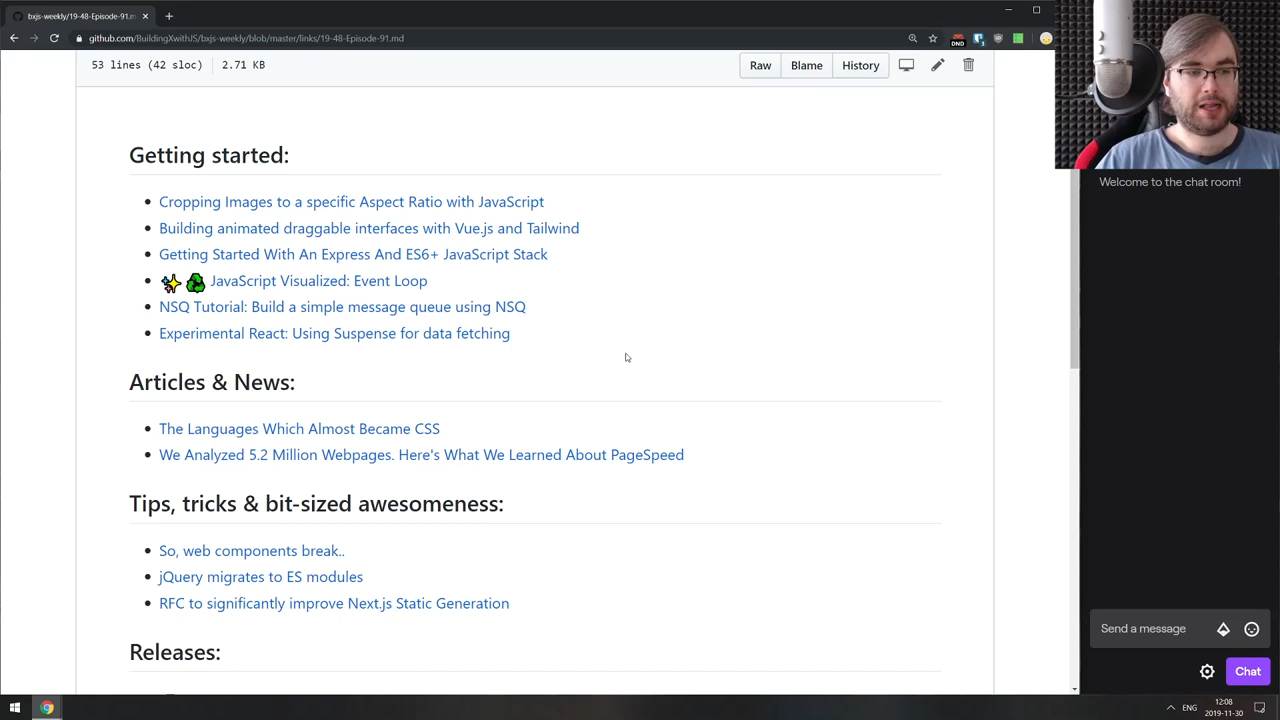 bxjs-weekly/19-48-Episode-91.m
github.com/BuildingXwithJS/bxjs-weekly/blob/master/links/19-48-Episode-91.md
DND
53 lines (42 sloc) 2.71 KB
Raw Blame History
Getting started:
Cropping Images to a specific Aspect Ratio with JavaScript
Building animated draggable interfaces with Vue.js and Tailwind
Getting Started With An Express And ES6+ JavaScript Stack
JavaScript Visualized: Event Loop
NSQ Tutorial: Build a simple message queue using NSQ
Experimental React: Using Suspense for data fetching
Articles & News:
The Languages Which Almost Became CSS
We Analyzed 5.2 Million Webpages. Here's What We Learned About PageSpeed
Tips, tricks & bit-sized awesomeness:
So, web components break..
jQuery migrates to ES modules
RFC to significantly improve Next.js Static Generation
Releases:
Welcome to the chat room!
Send a message
Chat
ENG
12:08
2019-11-30